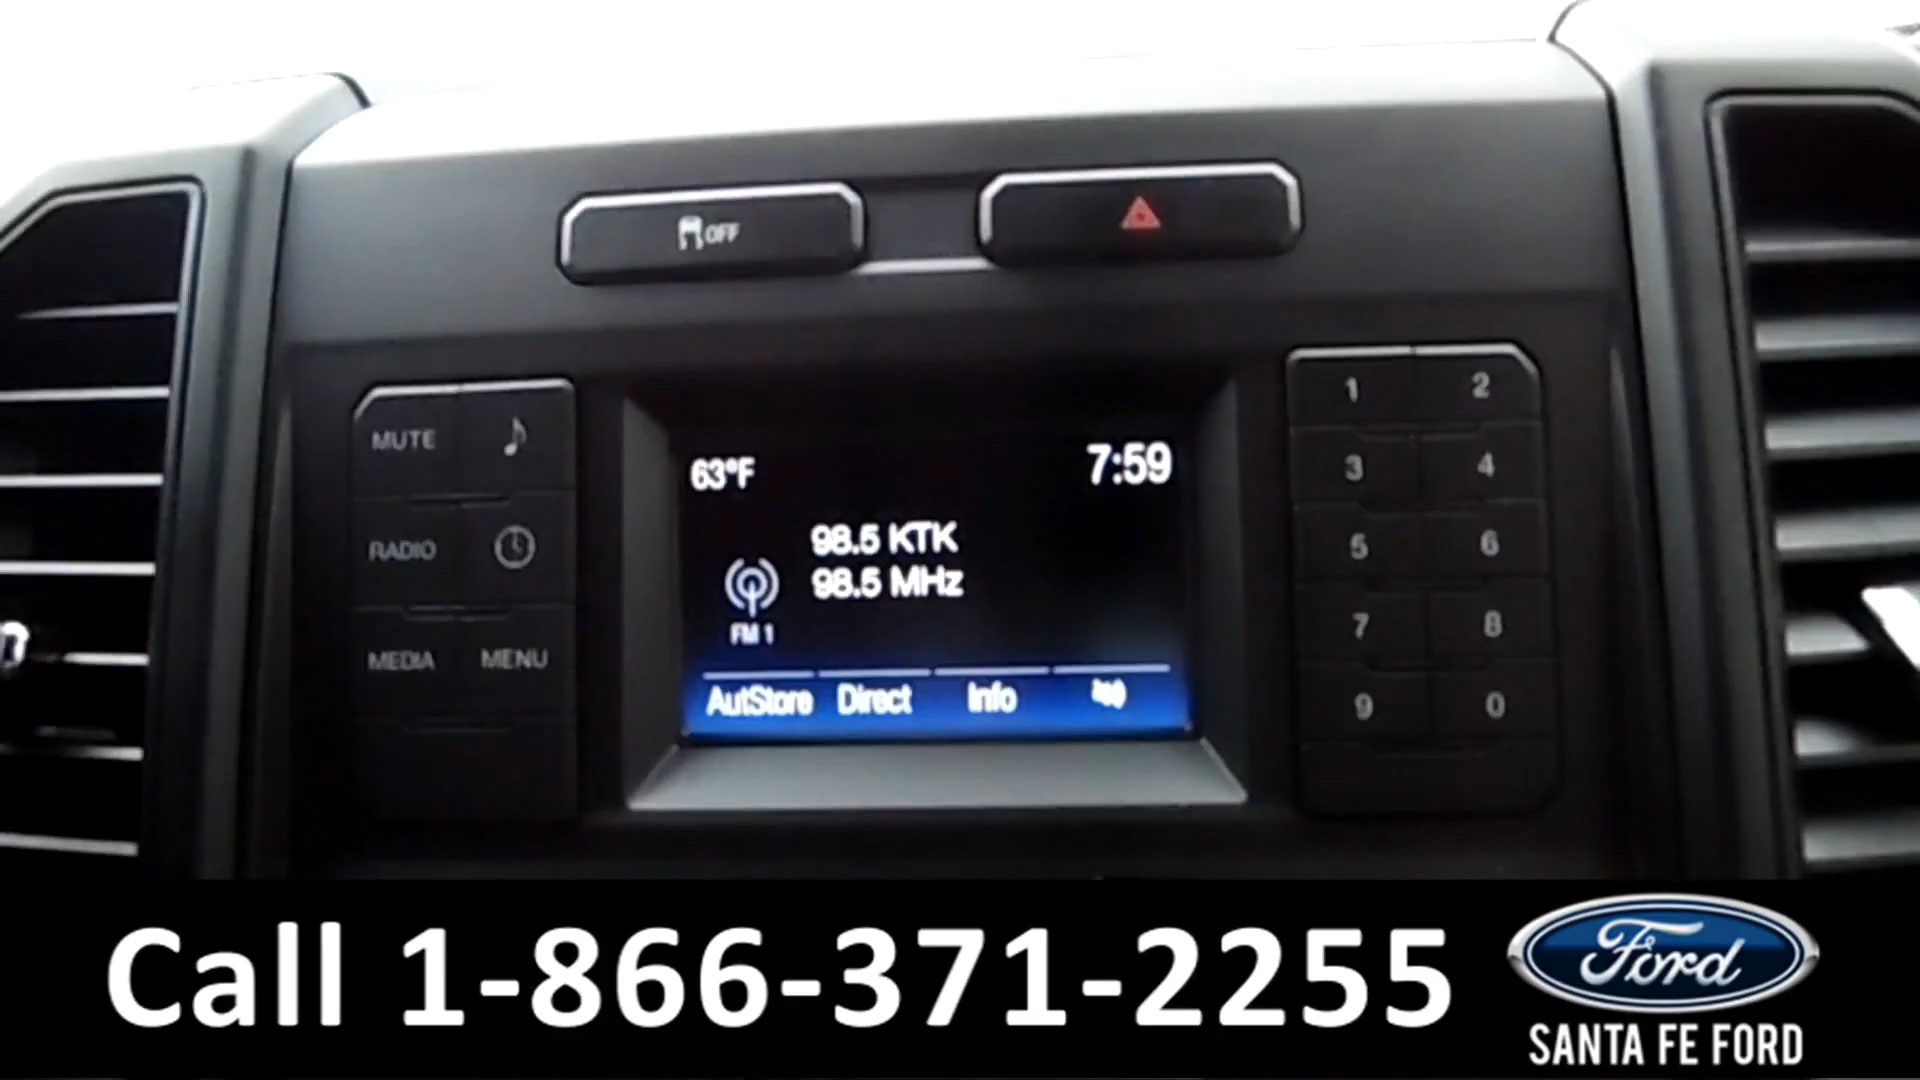 OFF
MUTE
RADIO
MEDIA MENU
63°F 7:59
98.5 KTK
98.5 MHz
FM 1
AutStore Direct Info
1 2
3 4
5 6
7 8
9 0
Call 1-866-371-2255
Ford
SANTA FE FORD